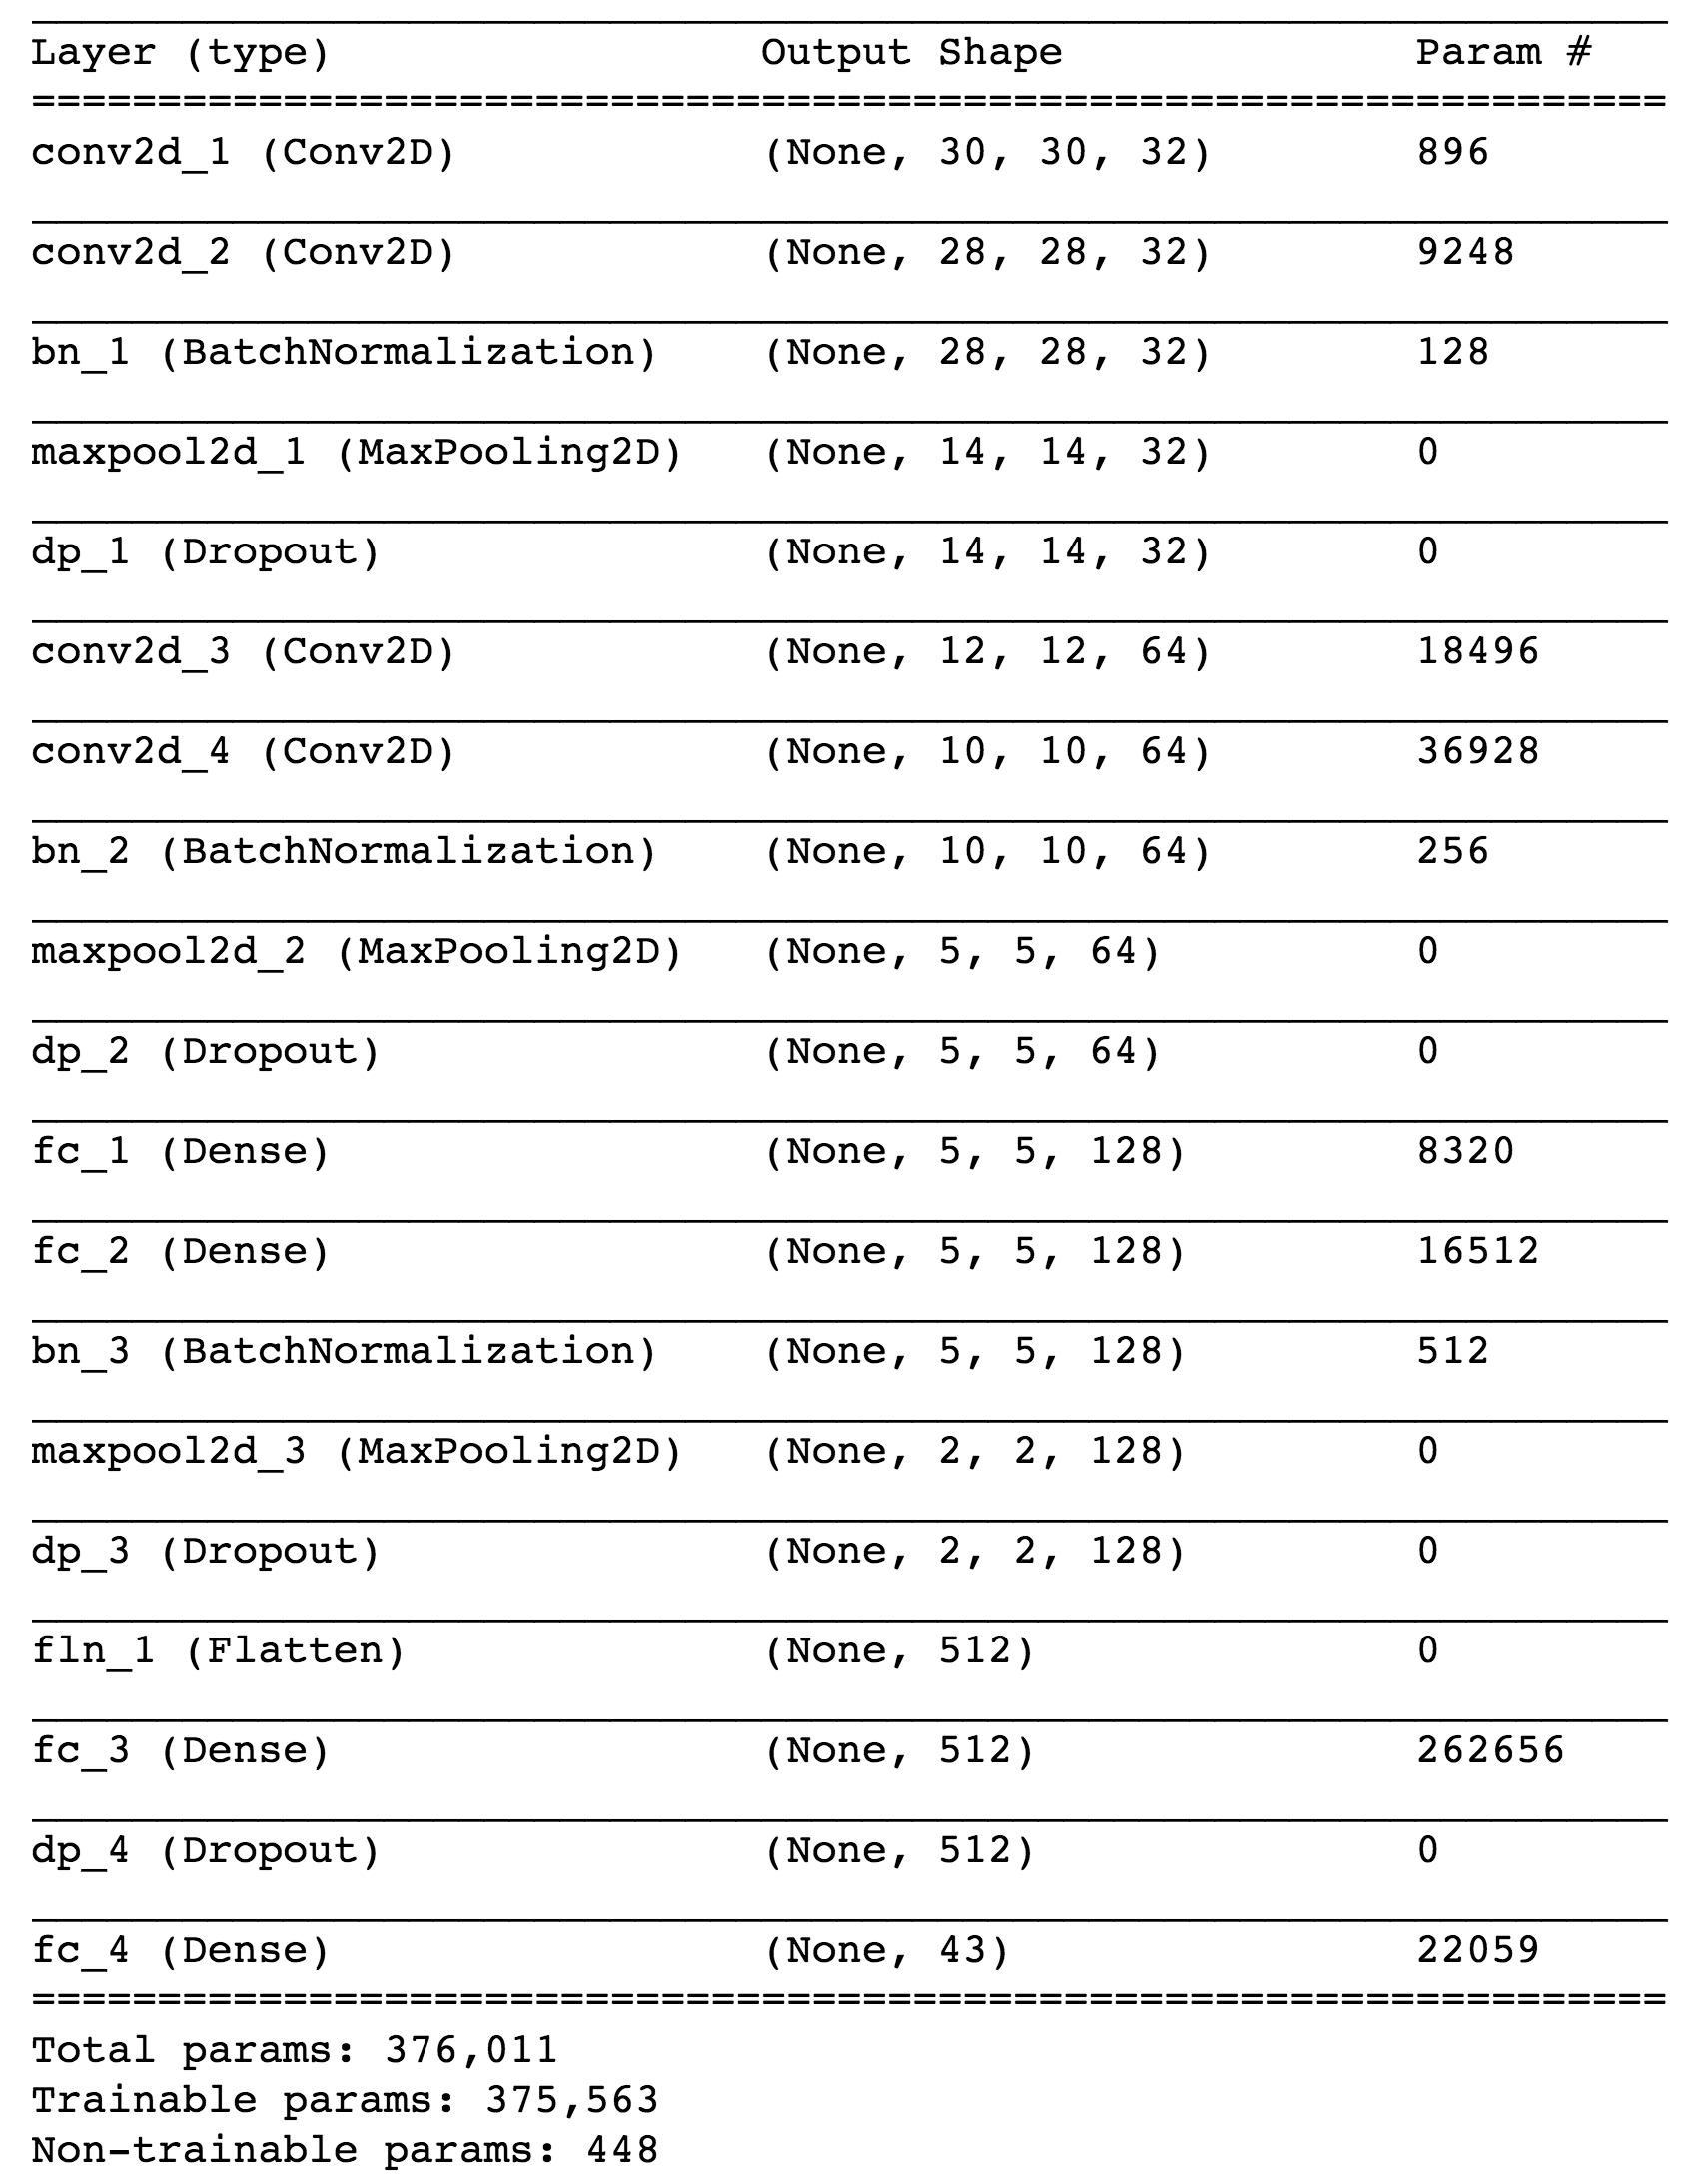 Layer (type) Output Shape Param #
=================================================================
conv2d_1 (Conv2D) (None, 30, 30, 32) 896
conv2d_2 (Conv2D) (None, 28, 28, 32) 9248
bn_1 (BatchNormalization) (None, 28, 28, 32) 128
maxpool2d_1 (MaxPooling2D) (None, 14, 14, 32) 0
dp_1 (Dropout) (None, 14, 14, 32) 0
conv2d_3 (Conv2D) (None, 12, 12, 64) 18496
conv2d_4 (Conv2D) (None, 10, 10, 64) 36928
bn_2 (BatchNormalization) (None, 10, 10, 64) 256
maxpool2d_2 (MaxPooling2D) (None, 5, 5, 64) 0
dp_2 (Dropout) (None, 5, 5, 64) 0
fc_1 (Dense) (None, 5, 5, 128) 8320
fc_2 (Dense) (None, 5, 5, 128) 16512
bn_3 (BatchNormalization) (None, 5, 5, 128) 512
maxpool2d_3 (MaxPooling2D) (None, 2, 2, 128) 0
dp_3 (Dropout) (None, 2, 2, 128) 0
fln_1 (Flatten) (None, 512) 0
fc_3 (Dense) (None, 512) 262656
dp_4 (Dropout) (None, 512) 0
fc_4 (Dense) (None, 43) 22059
=================================================================
Total params: 376,011
Trainable params: 375,563
Non-trainable params: 448